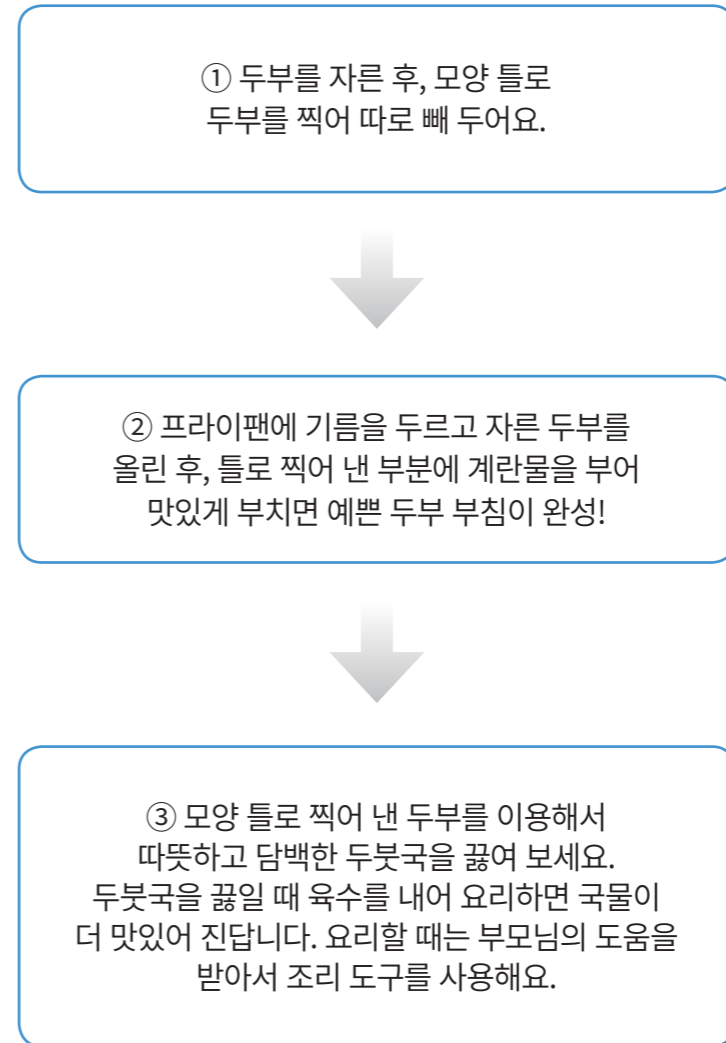 ① 두부를 자른 후, 모양 틀로
두부를 찍어 따로 빼 두어요.
② 프라이팬에 기름을 두르고 자른 두부를
올린 후, 틀로 찍어 낸 부분에 계란물을 부어
맛있게 부치면 예쁜 두부 부침이 완성!
③ 모양 틀로 찍어 낸 두부를 이용해서
따뜻하고 담백한 두붓국을 끓여 보세요.
두붓국을 끓일 때 육수를 내어 요리하면 국물이
더 맛있어 진답니다. 요리할 때는 부모님의 도움을
받아서 조리 도구를 사용해요.